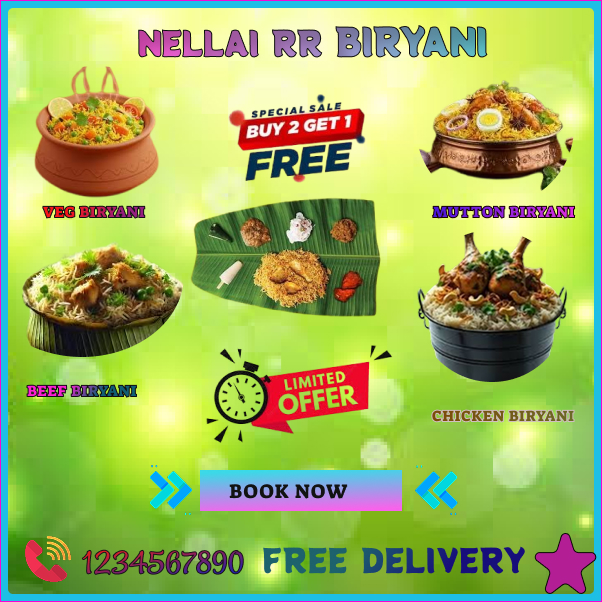 NELLAI RR BIRYANI
SPECIAL SALE
BUY 2 GET 1
FREE
VEG BIRYANI
MUTTON BIRYANI
BEEF BIRYANI
LIMITED
OFFER
CHICKEN BIRYANI
BOOK NOW
1234567890 FREE DELIVERY